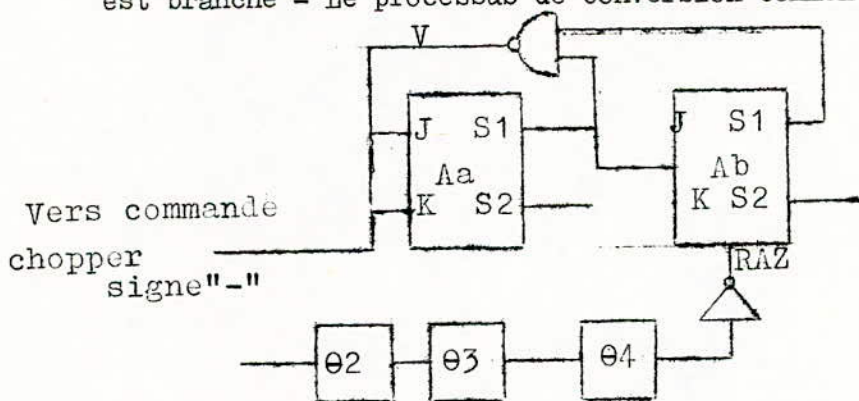 est branché - Le processus de conversion
V
J S1
Aa
K S2
J S1
Ab
K S2
Vers commande
chopper
signe"-"
RAZ
θ2
θ3
θ4